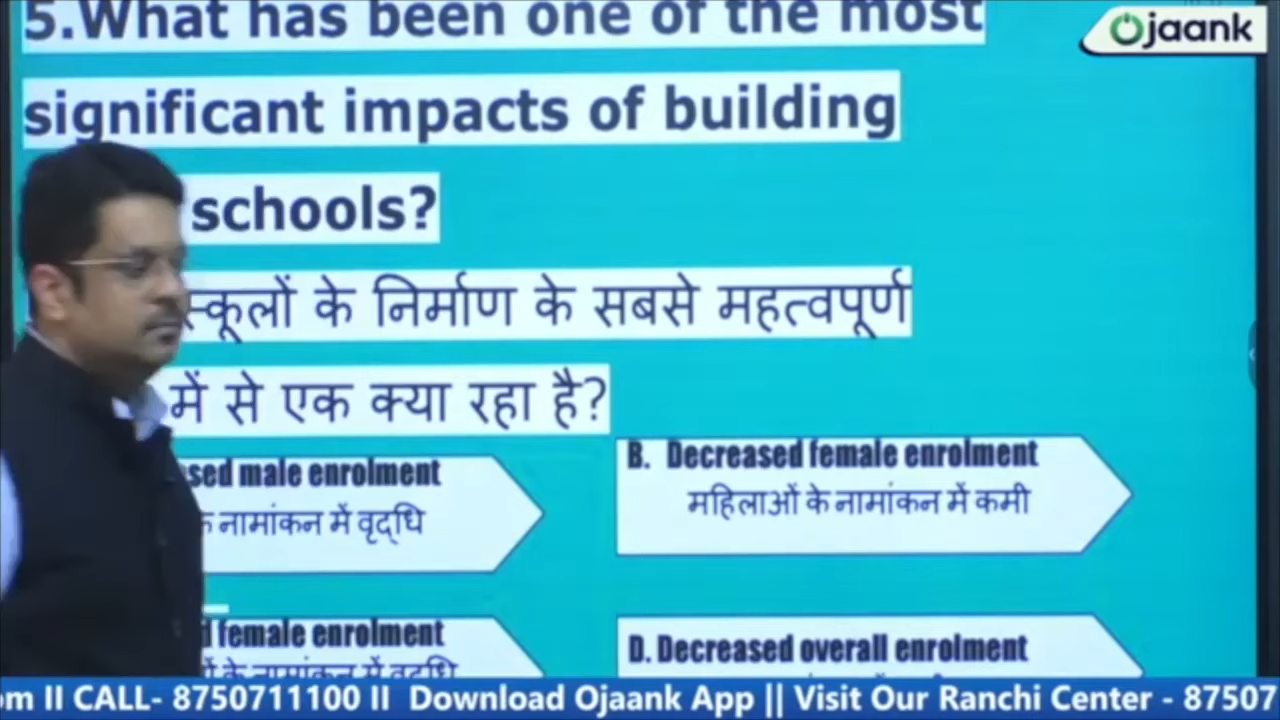 5.What has been one of the most
significant impacts of building
schools?
स्कूलों के निर्माण के सबसे महत्वपूर्ण
में से एक क्या रहा है?
sed male enrolment
नामांकन में वृद्धि
B. Decreased female enrolment
महिलाओं के नामांकन में कमी
female enrolment
के नामांकन में वृद्धि
D. Decreased overall enrolment
Ojaank
om II CALL- 8750711100 II Download Ojaank App || Visit Our Ranchi Center - 87507